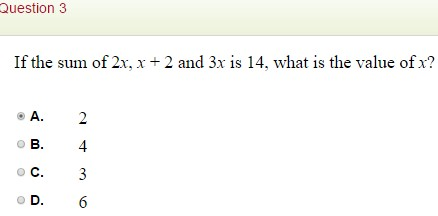 Question 3
If the sum of 2x, x + 2 and 3x is 14, what is the value of x?
A. 2
B. 4
C. 3
D. 6